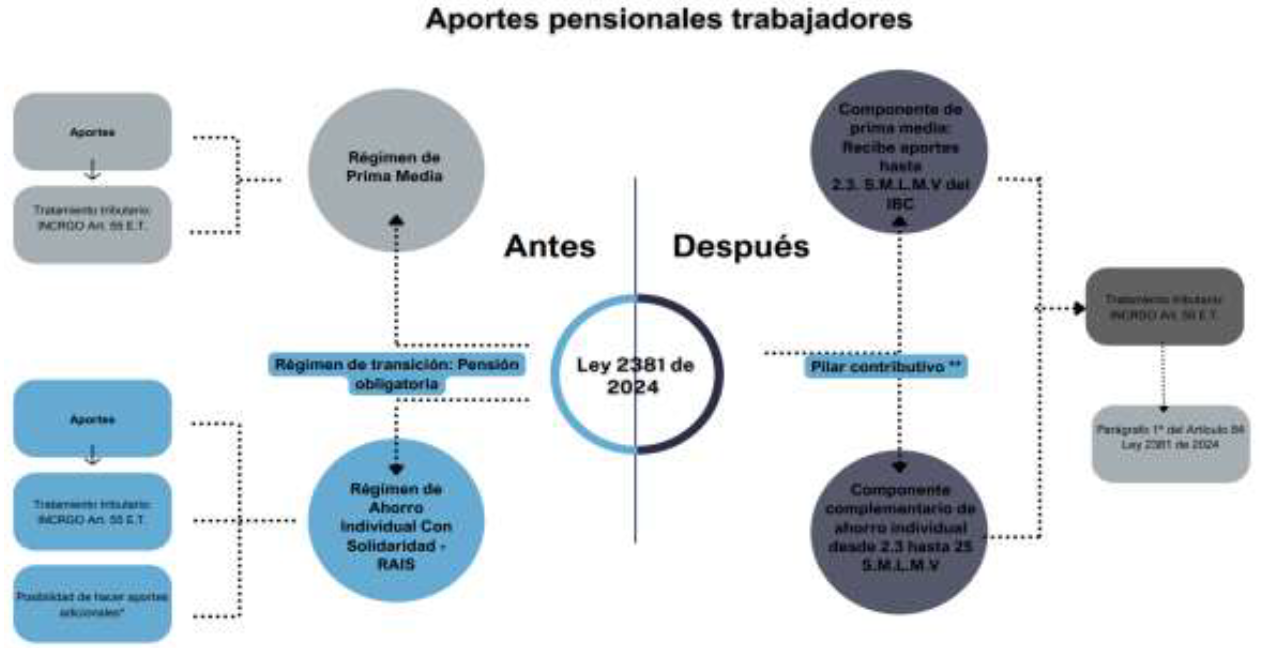 Aportes pensionales trabajadores
Aportes
Tratamiento tributario:
INCRGO Art. 55 E.T.
Régimen de
Prima Media
Antes
Régimen de transición: Pensión
obligatoria
Aportes
Tratamiento tributario:
INCRGO Art. 55 E.T.
Posibilidad de hacer aportes
adicionales*
Régimen de
Ahorro
Individual Con
Solidaridad -
RAIS
Ley 2381 de
2024
Después
Componente de
prima media:
Recibe aportes
hasta
2.3. S.M.L.M.V del
IBC
Pilar contributivo **
Componente
complementario de
ahorro individual
desde 2.3 hasta 25
S.M.L.M.V
Tratamiento tributario:
INCRGO Art. 55 E.T.
Parágrafo 1° del Artículo 84
Ley 2381 de 2024